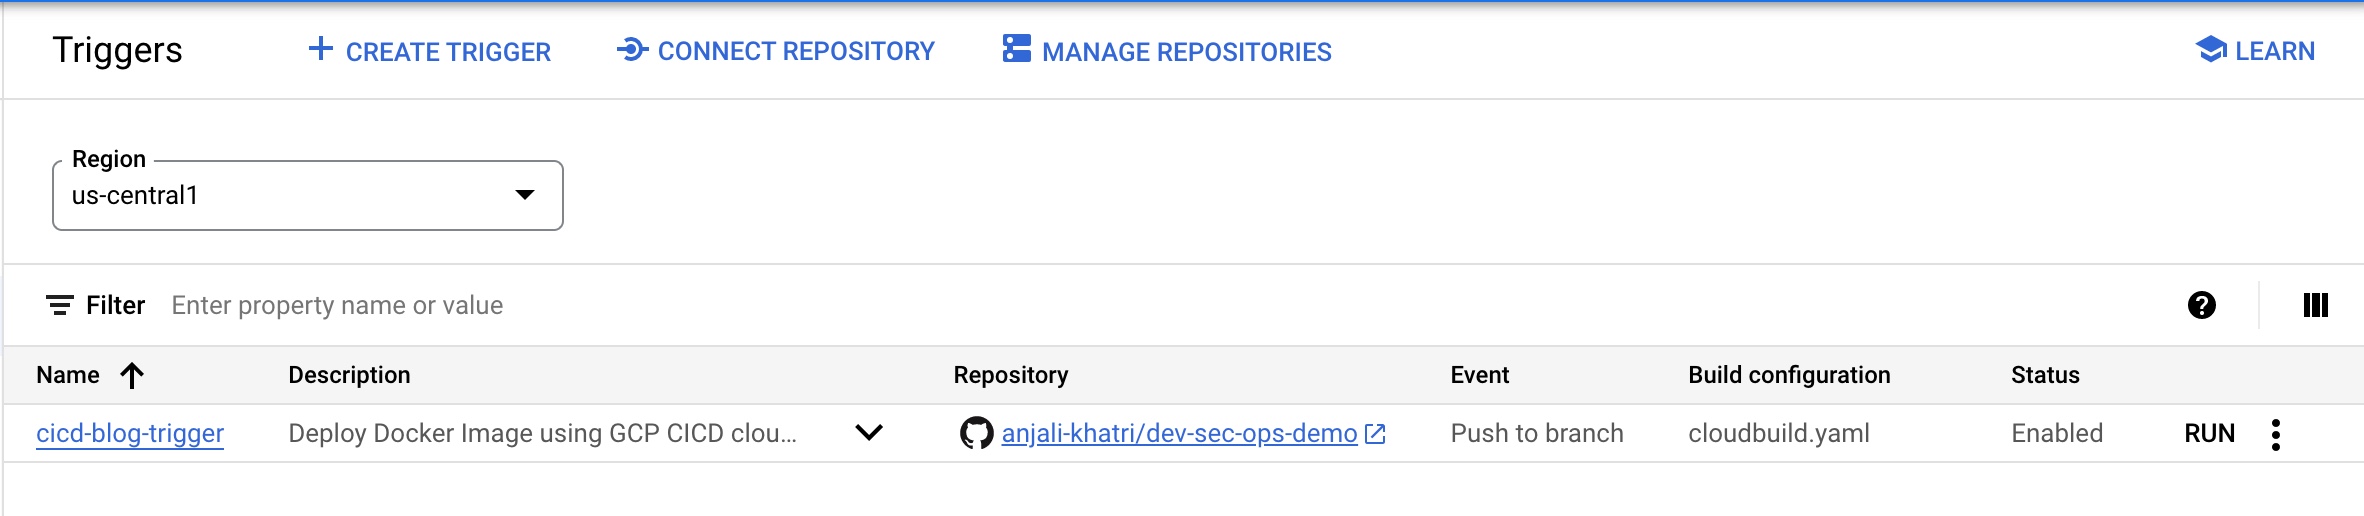 Triggers CREATE TRIGGER CONNECT REPOSITORY MANAGE REPOSITORIES LEARN
Region
us-central1
Filter Enter property name or value
Name Description Repository Event Build configuration Status
cicd-blog-trigger Deploy Docker Image using GCP CICD clou... anjali-khatri/dev-sec-ops-demo Push to branch cloudbuild.yaml Enabled RUN